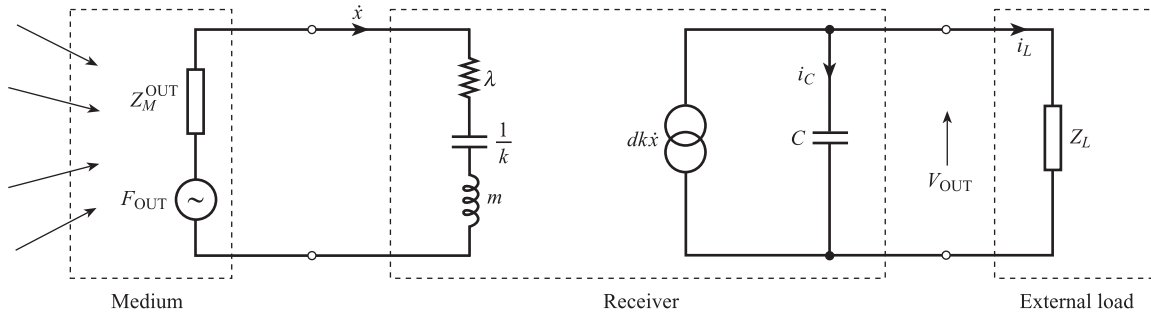 ẋ
Z_M^OUT
F_OUT
λ
1/k
m
dkẋ
i_C
C
V_OUT
i_L
Z_L
Medium
Receiver
External load